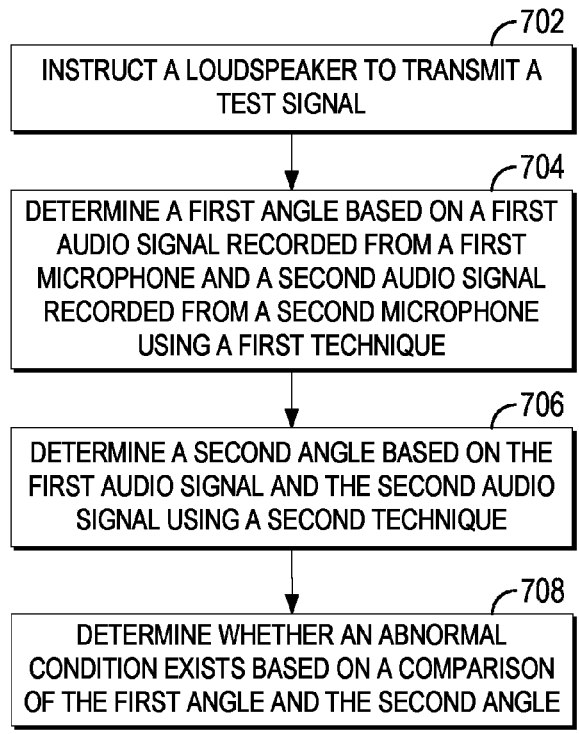 702
INSTRUCT A LOUDSPEAKER TO TRANSMIT A
TEST SIGNAL
704
DETERMINE A FIRST ANGLE BASED ON A FIRST
AUDIO SIGNAL RECORDED FROM A FIRST
MICROPHONE AND A SECOND AUDIO SIGNAL
RECORDED FROM A SECOND MICROPHONE
USING A FIRST TECHNIQUE
706
DETERMINE A SECOND ANGLE BASED ON THE
FIRST AUDIO SIGNAL AND THE SECOND AUDIO
SIGNAL USING A SECOND TECHNIQUE
708
DETERMINE WHETHER AN ABNORMAL
CONDITION EXISTS BASED ON A COMPARISON
OF THE FIRST ANGLE AND THE SECOND ANGLE